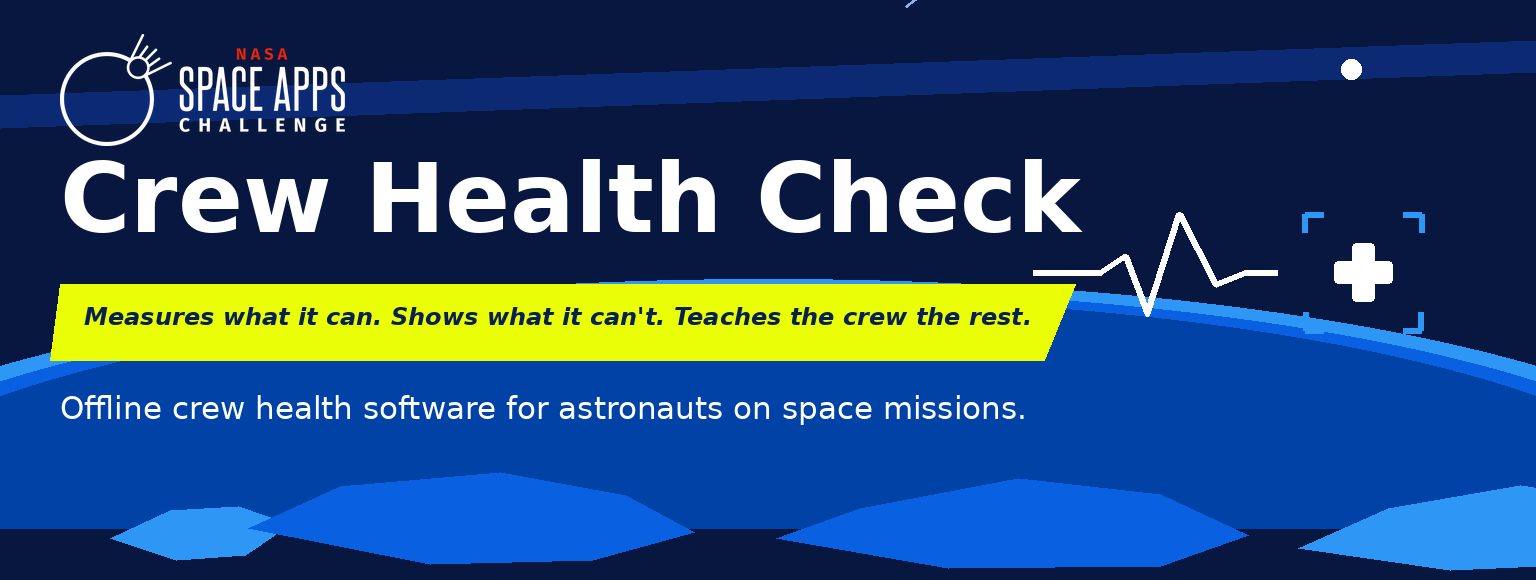 NASA
SPACE APPS
CHALLENGE
Crew Health Check
Measures what it can. Shows what it can't. Teaches the crew the rest.
Offline crew health software for astronauts on space missions.